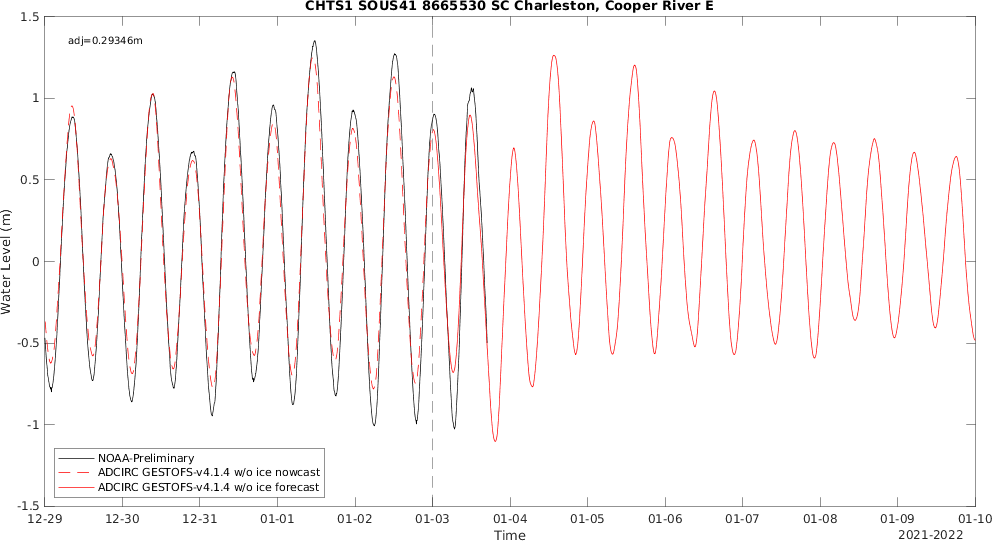 CHTS1 SOUS41 8665530 SC Charleston, Cooper River E
adj=0.29346m
1.5
1
0.5
0
-0.5
-1
-1.5
Water Level (m)
NOAA-Preliminary
ADCIRC GESTOFS-v4.1.4 w/o ice nowcast
ADCIRC GESTOFS-v4.1.4 w/o ice forecast
12-29 12-30 12-31 01-01 01-02 01-03 01-04 01-05 01-06 01-07 01-08 01-09 01-10
Time
2021-2022